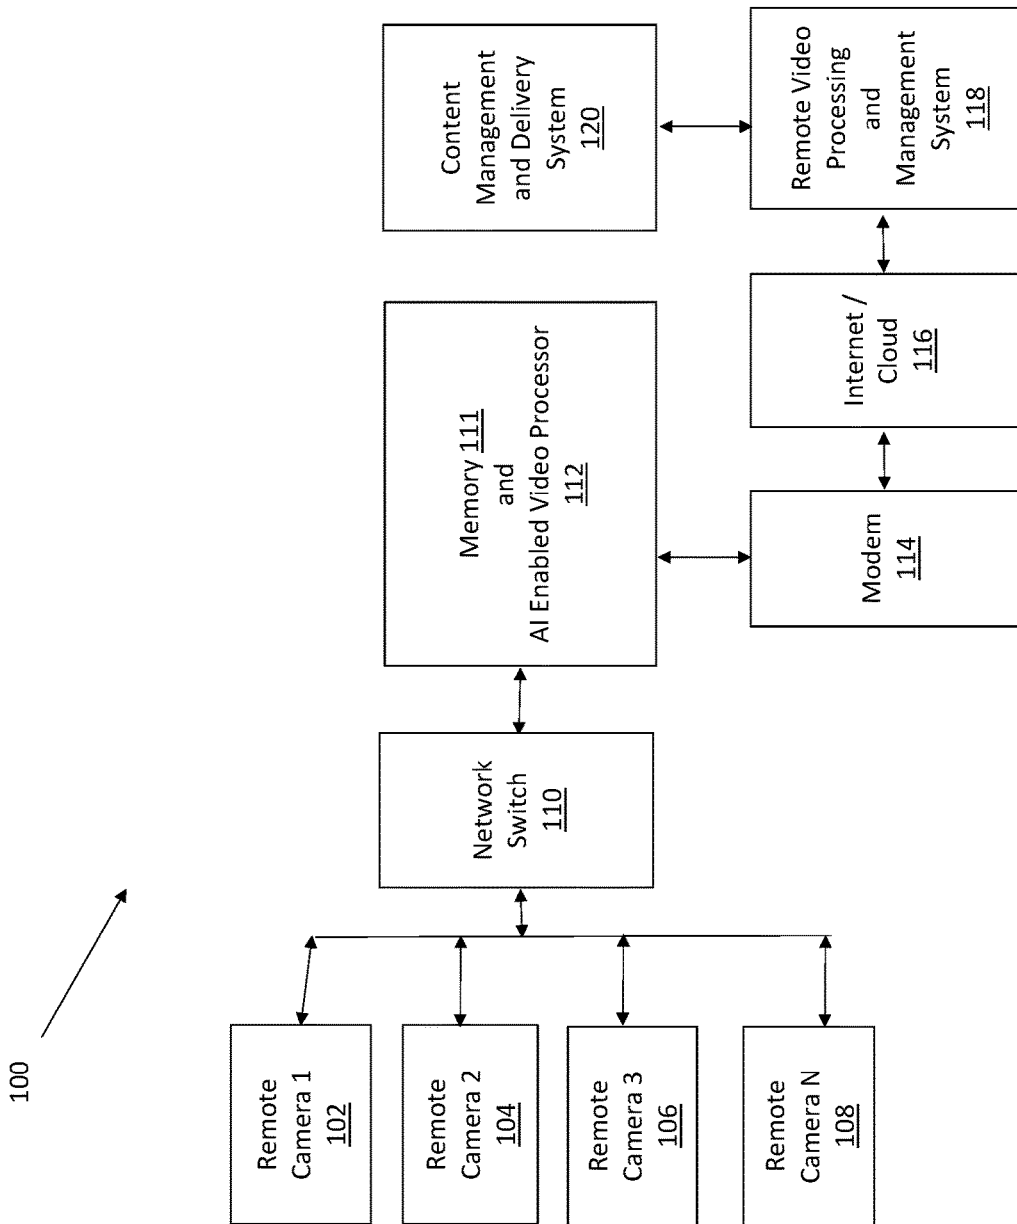 100
Remote
Camera 1
102
Remote
Camera 2
104
Remote
Camera 3
106
Remote
Camera N
108
Network
Switch
110
Memory 111
and
AI Enabled Video Processor
112
Modem
114
Internet /
Cloud
116
Remote Video
Processing
and
Management
System
118
Content
Management
and Delivery
System
120